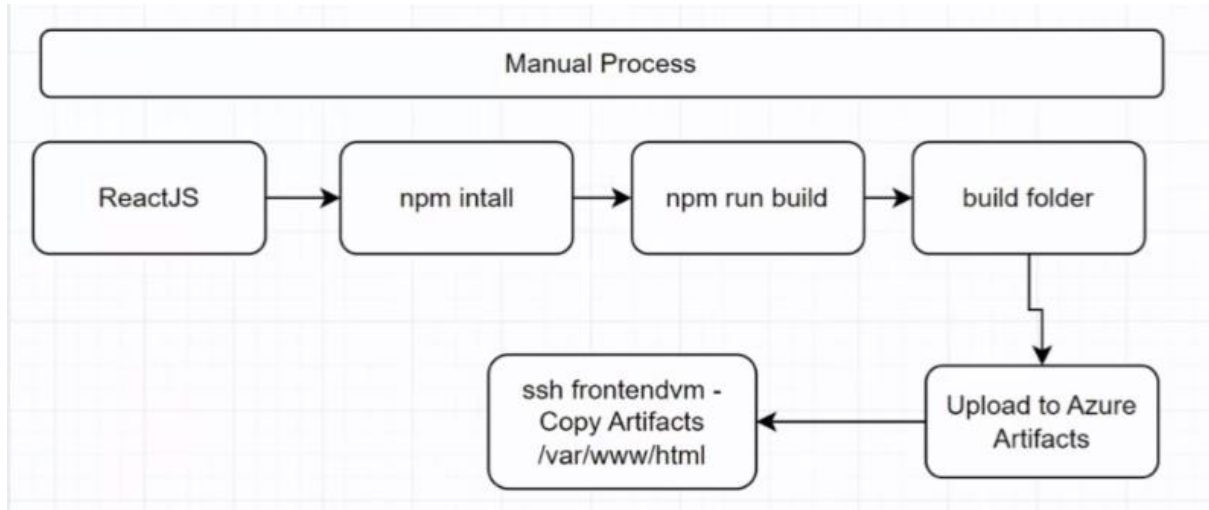 Manual Process
ReactJS
npm intall
npm run build
build folder
Upload to Azure
Artifacts
ssh frontendvm -
Copy Artifacts
/var/www/html